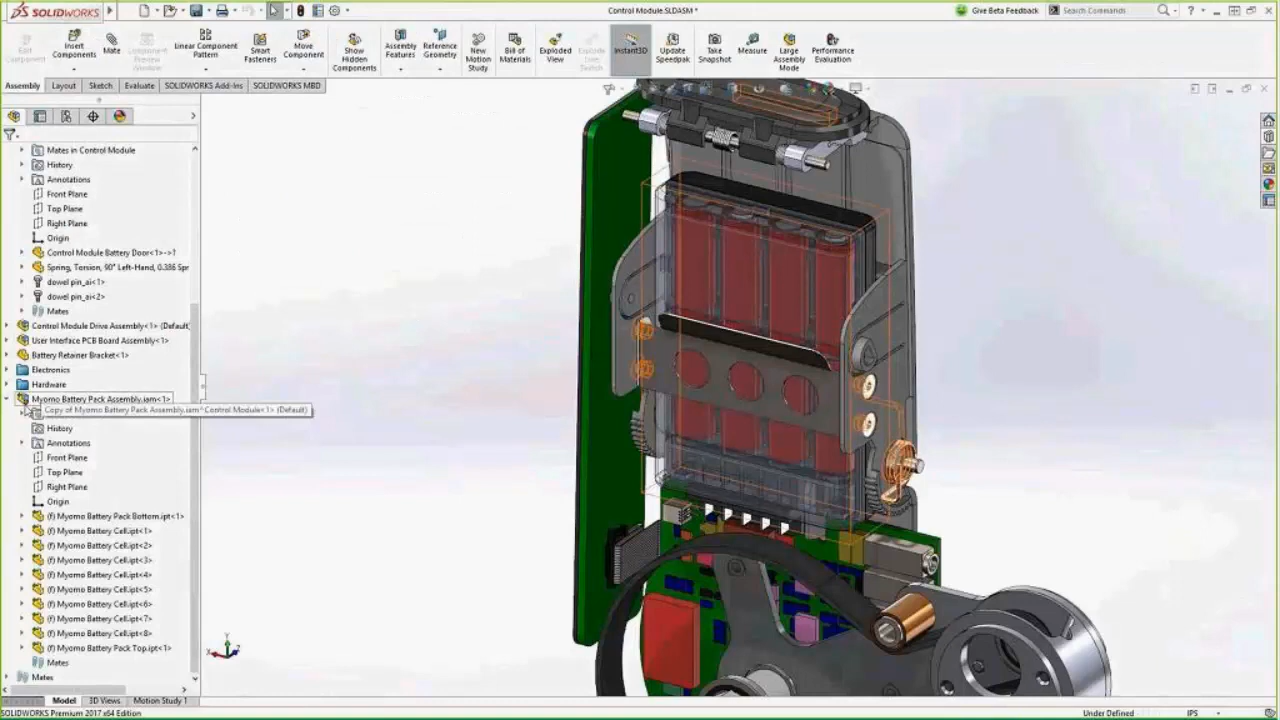 SOLIDWORKS
Control Module.SLDASM *
Give Beta Feedback
Search Commands
Edit Component
Insert Components
Mate
Component Preview Window
Linear Component Pattern
Smart Fasteners
Move Component
Show Hidden Components
Assembly Features
Reference Geometry
New Motion Study
Bill of Materials
Exploded View
Explode Line Sketch
Instant3D
Update Speedpak
Take Snapshot
Measure
Large Assembly Mode
Performance Evaluation
Assembly
Layout
Sketch
Evaluate
SOLIDWORKS Add-Ins
SOLIDWORKS MBD
Mates in Control Module
History
Annotations
Front Plane
Top Plane
Right Plane
Origin
Control Module Battery Door<1>->?
Spring, Torsion, 90° Left-Hand, 0.386 Spr
dowel pin_ai<1>
dowel pin_ai<2>
Mates
Control Module Drive Assembly<1> (Default
User Interface PCB Board Assembly<1>
Battery Retainer Bracket<1>
Electronics
Hardware
Myomo Battery Pack Assembly.iam<1>
Copy of Myomo Battery Pack Assembly.iam^Control Module<1> (Default)
History
Annotations
Front Plane
Top Plane
Right Plane
Origin
(f) Myomo Battery Pack Bottom.ipt<1>
(f) Myomo Battery Cell.ipt<1>
(f) Myomo Battery Cell.ipt<2>
(f) Myomo Battery Cell.ipt<3>
(f) Myomo Battery Cell.ipt<4>
(f) Myomo Battery Cell.ipt<5>
(f) Myomo Battery Cell.ipt<6>
(f) Myomo Battery Cell.ipt<7>
(f) Myomo Battery Cell.ipt<8>
(f) Myomo Battery Pack Top.ipt<1>
Mates
Mates
Y
X
Z
Model
3D Views
Motion Study 1
SOLIDWORKS Premium 2017 x64 Edition
Under Defined
IPS